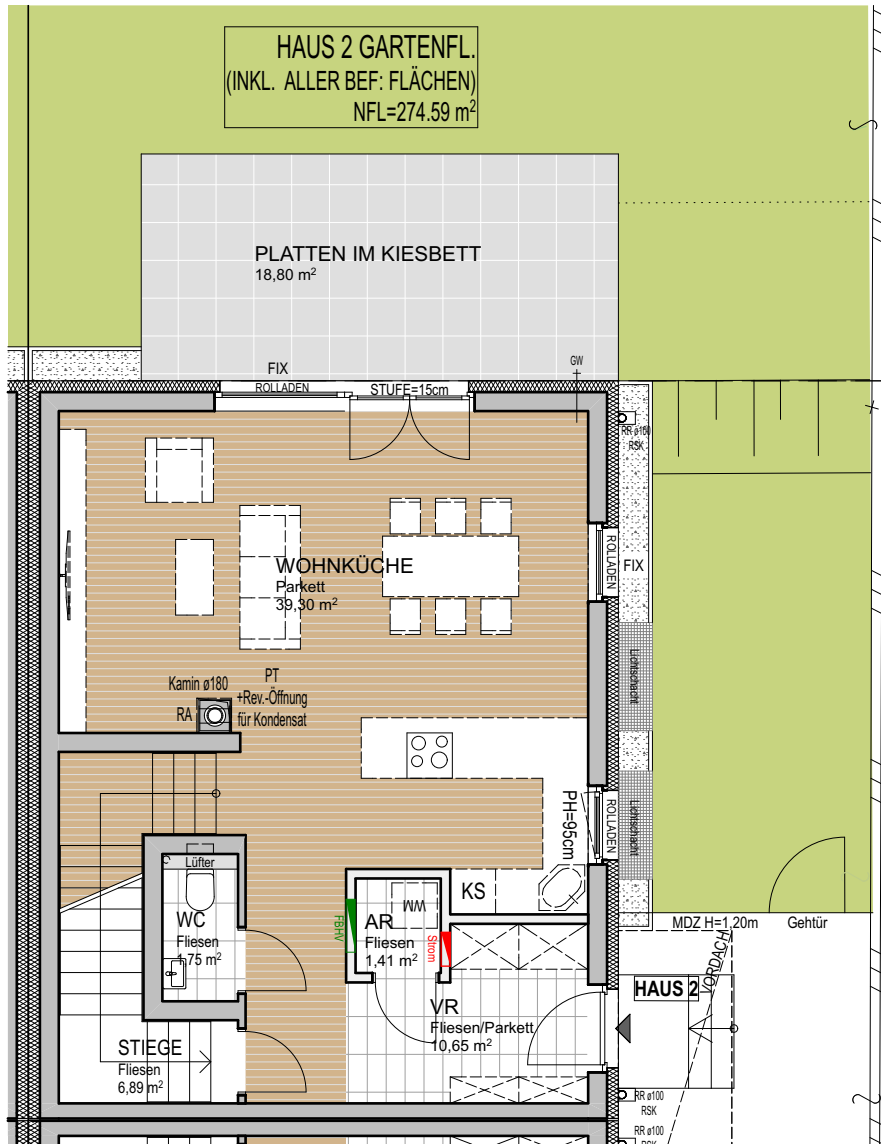 HAUS 2 GARTENFL.
(INKL. ALLER BEF: FLÄCHEN)
NFL=274.59 m²
PLATTEN IM KIESBETT
18,80 m²
FIX
GW
ROLLADEN
STUFE=15cm
RR ø100
RSK
WOHNKÜCHE
Parkett
39,30 m²
ROLLADEN
FIX
Lichtschacht
Kamin ø180
RA
PT
+Rev.-Öffnung
für Kondensat
PH=95cm
ROLLADEN
Lichtschacht
Lüfter
KS
WM
WC
Fliesen
1,75 m²
FBHV
AR
Fliesen
1,41 m²
Strom
MDZ H=1,20m
Gehtür
VORDACH
HAUS 2
VR
Fliesen/Parkett
10,65 m²
STIEGE
Fliesen
6,89 m²
RR ø100
RSK
RR ø100
RSK